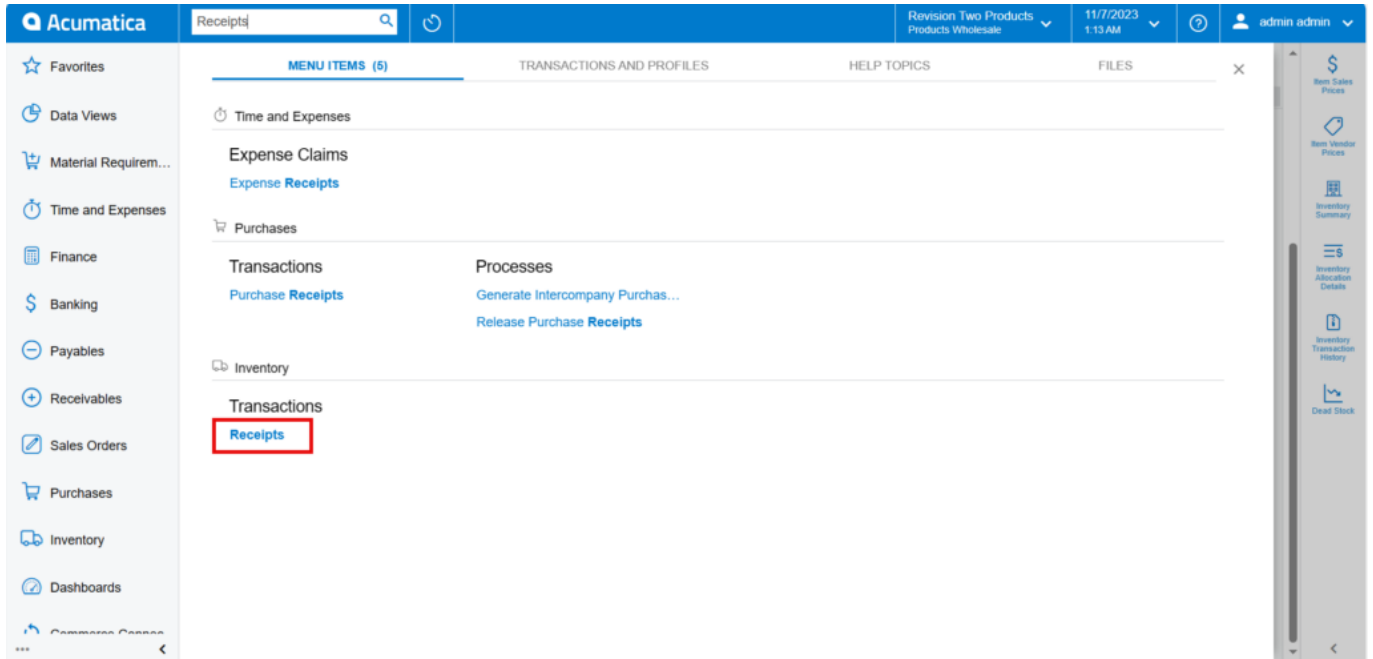 Acumatica
Receipts
Revision Two Products
Products Wholesale
11/7/2023
1:13 AM
admin admin
Favorites
Data Views
Material Requirem...
Time and Expenses
Finance
Banking
Payables
Receivables
Sales Orders
Purchases
Inventory
Dashboards
Commerce Connec
MENU ITEMS (5)
TRANSACTIONS AND PROFILES
HELP TOPICS
FILES
Time and Expenses
Expense Claims
Expense Receipts
Purchases
Transactions
Processes
Purchase Receipts
Generate Intercompany Purchas...
Release Purchase Receipts
Inventory
Transactions
Receipts
Item Sales
Prices
Item Vendor
Prices
Inventory
Summary
Inventory
Allocation
Details
Inventory
Transaction
History
Dead Stock